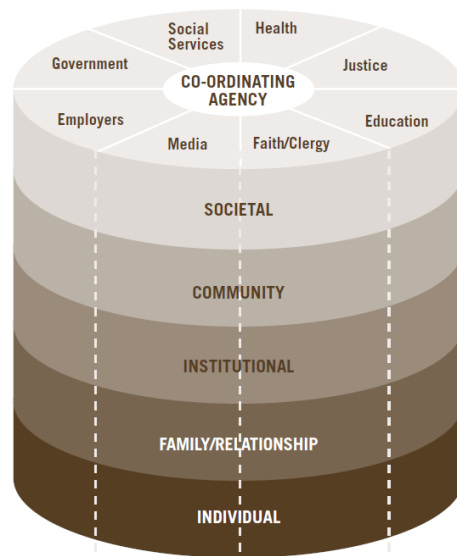 Social
Services
Health
Government
Justice
CO-ORDINATING
AGENCY
Employers
Education
Media
Faith/Clergy
SOCIETAL
COMMUNITY
INSTITUTIONAL
FAMILY/RELATIONSHIP
INDIVIDUAL